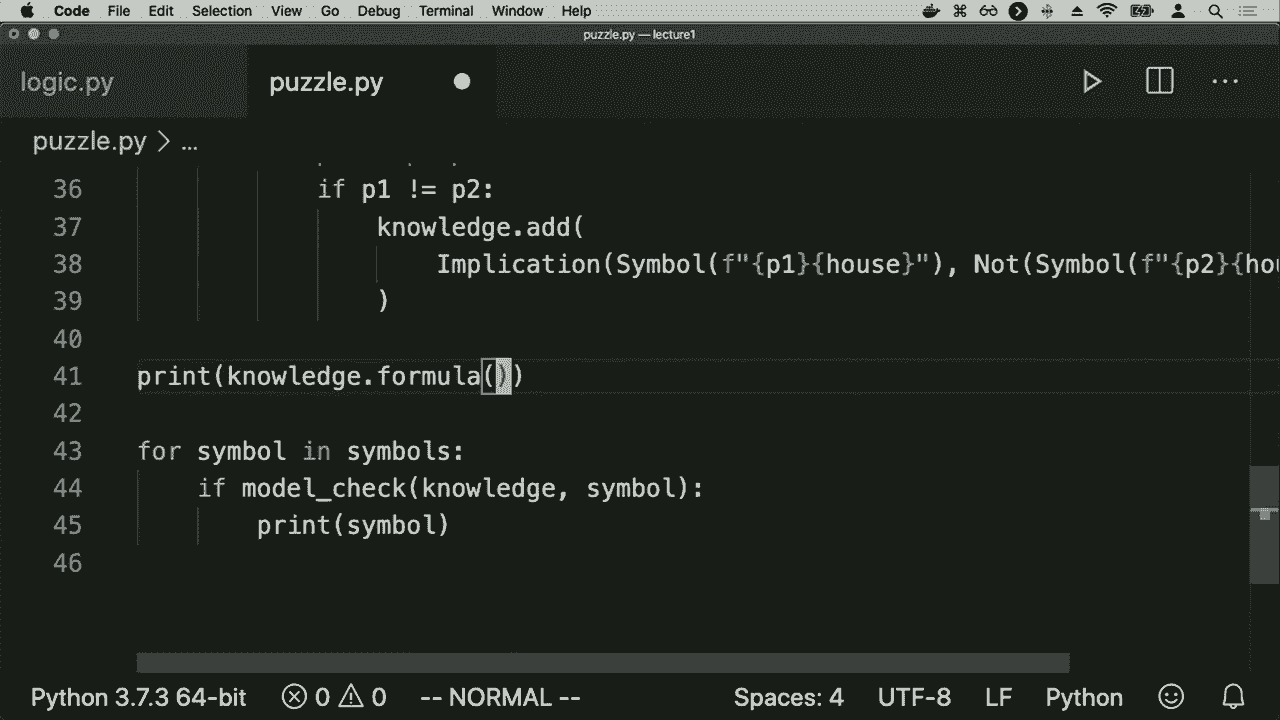 Code File Edit Selection View Go Debug Terminal Window Help
puzzle.py — lecture1
logic.py puzzle.py
puzzle.py > ...
36 if p1 != p2:
37 knowledge.add(
38 Implication(Symbol(f"{p1}{house}"), Not(Symbol(f"{p2}{hou
39 )
40
41 print(knowledge.formula())
42
43 for symbol in symbols:
44 if model_check(knowledge, symbol):
45 print(symbol)
46
Python 3.7.3 64-bit 0 0 -- NORMAL -- Spaces: 4 UTF-8 LF Python